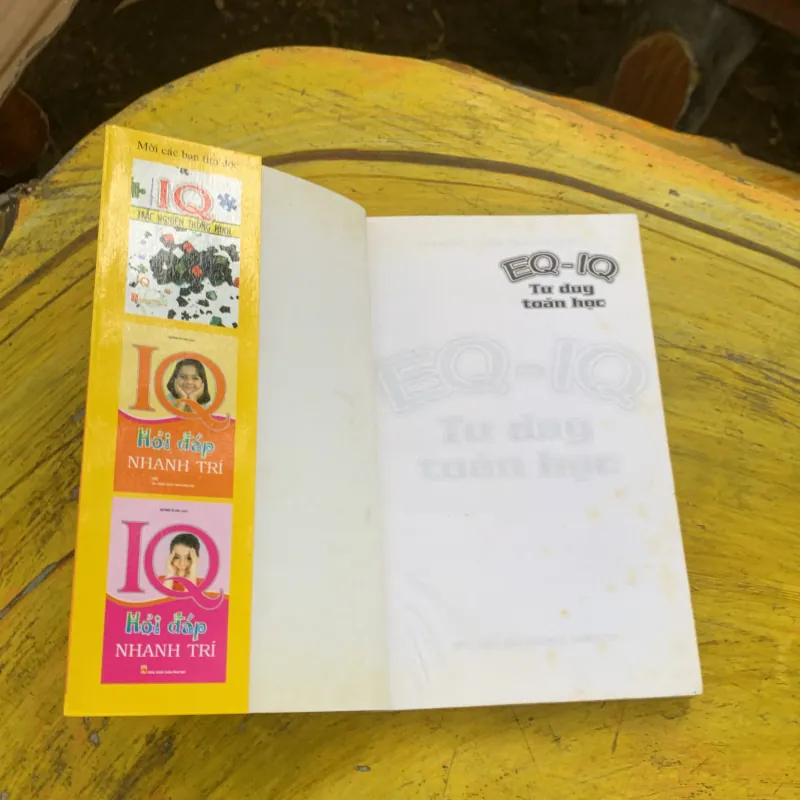 Mời các bạn tìm đọc
IQ
TRẮC NGHIỆM THÔNG MINH
IQ
Hỏi đáp
NHANH TRÍ
IQ
Hỏi đáp
NHANH TRÍ
EQ-IQ
Tư duy
toán học
EQ-IQ
Tư duy
toán học